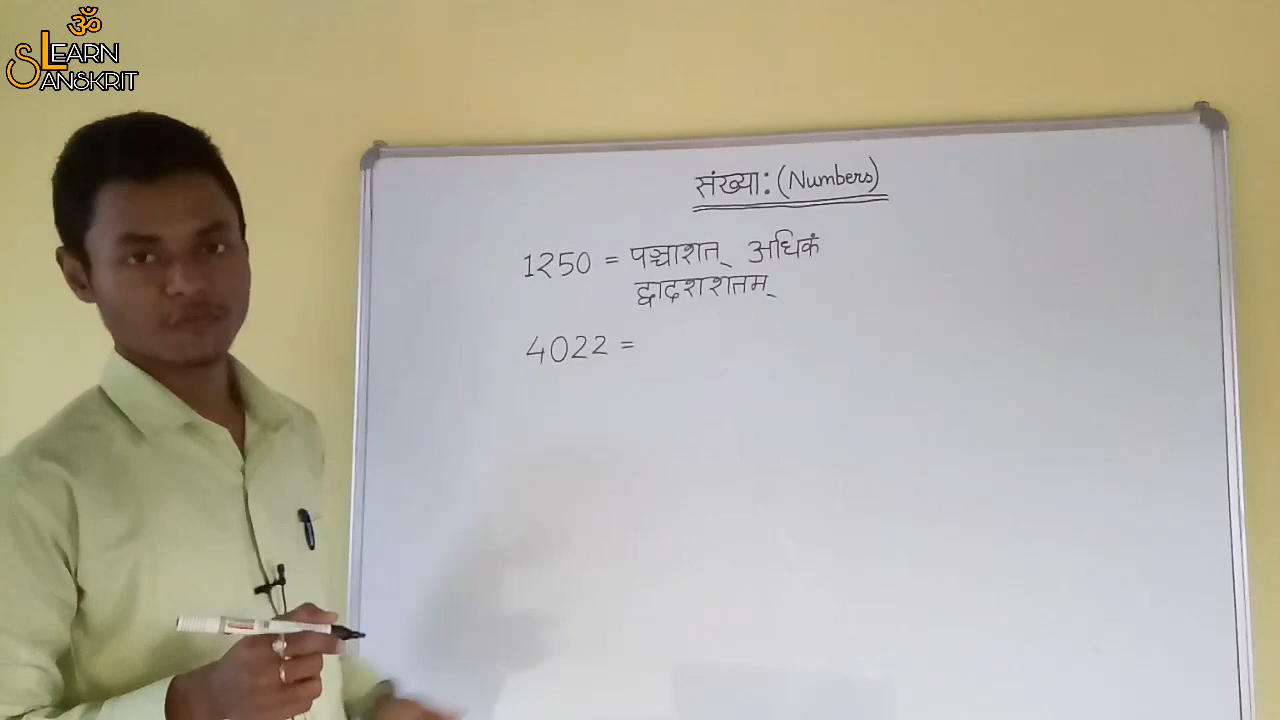 ॐ
LEARN
SANSKRIT
संख्या: (Numbers)
1250 = पञ्चाशत् अधिकं
द्वादशशतम्
4022 =